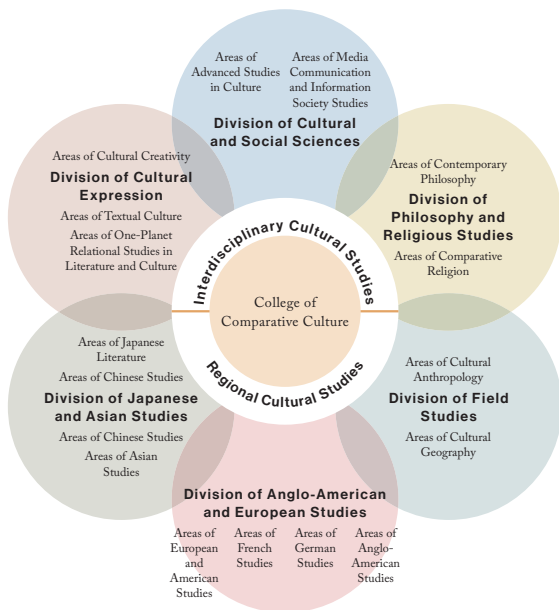 Areas of
Advanced Studies
in Culture
Areas of Media
Communication
and Information
Society Studies
Division of Cultural
and Social Sciences
Areas of Cultural Creativity
Division of Cultural
Expression
Areas of Textual Culture
Areas of One-Planet
Relational Studies in
Literature and Culture
Areas of Contemporary
Philosophy
Division of
Philosophy and
Religious Studies
Areas of Comparative
Religion
Interdisciplinary Cultural Studies
College of
Comparative Culture
Regional Cultural Studies
Areas of Japanese
Literature
Areas of Chinese Studies
Division of Japanese
and Asian Studies
Areas of Chinese Studies
Areas of Asian
Studies
Areas of Cultural
Anthropology
Division of Field
Studies
Areas of Cultural
Geography
Division of Anglo-American
and European Studies
Areas of
European
and
American
Studies
Areas of
French
Studies
Areas of
German
Studies
Areas of
Anglo-
American
Studies